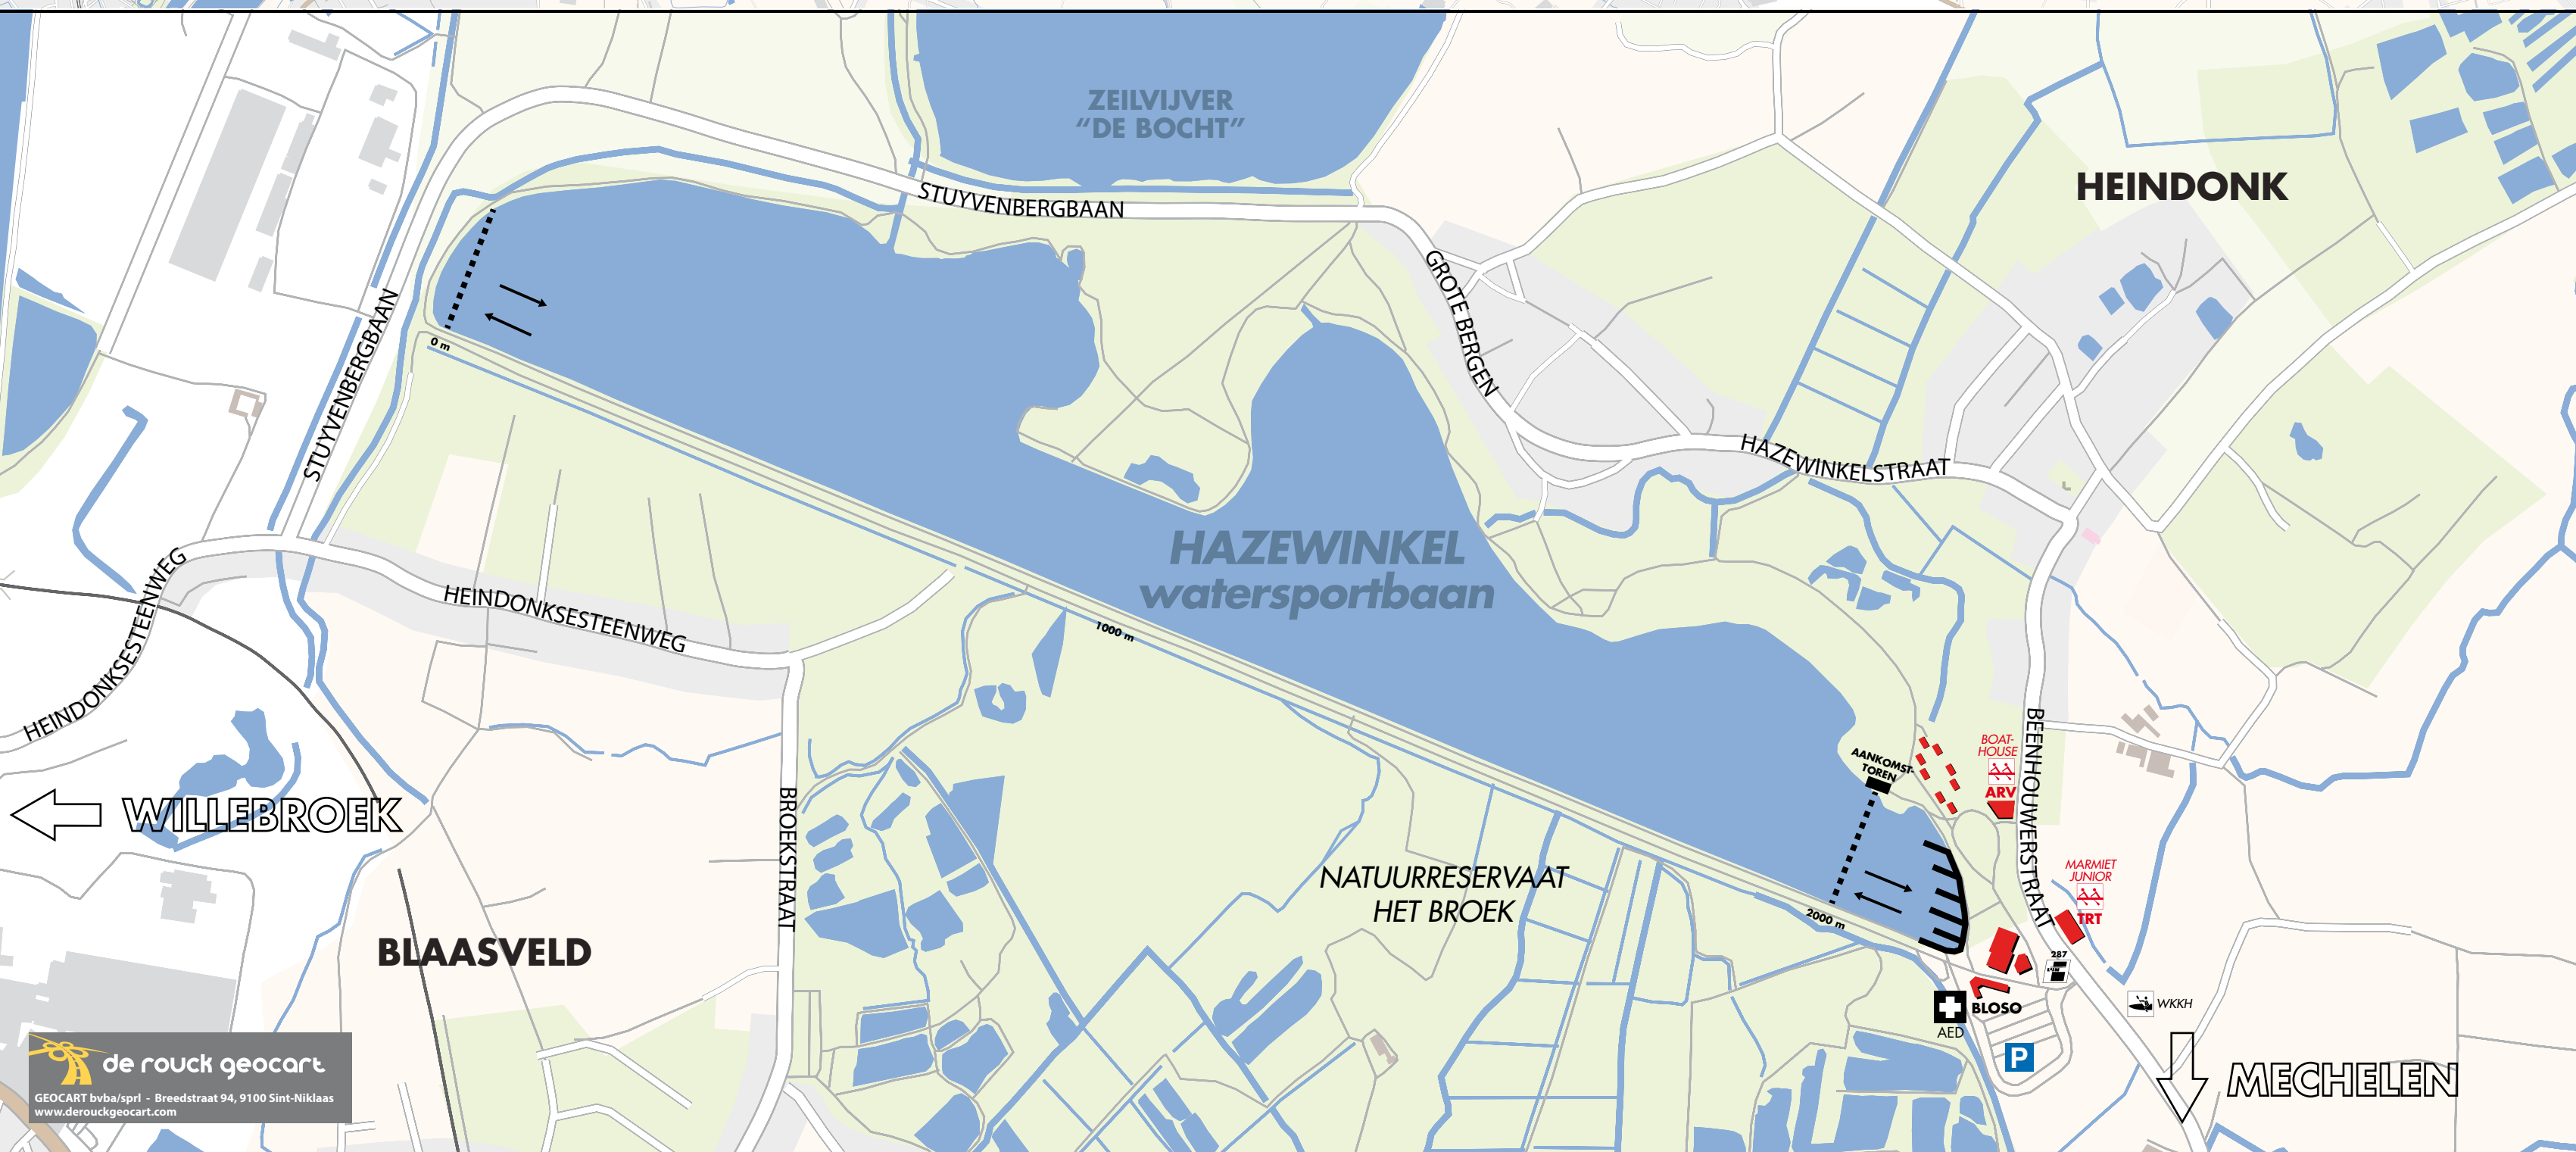 ZEILVIJVER
“DE BOCHT”
HEINDONK
STUYVENBERGBAAN
GROTE BERGEN
STUYVENBERGBAAN
0 m
HAZEWINKELSTRAAT
HAZEWINKEL
watersportbaan
HEINDONKSESTEENWEG
HEINDONKSESTEENWEG
1000 m
BEENHOUWERSTRAAT
BOAT-
HOUSE
ARV
AANKOMST-
TOREN
WILLEBROEK
BROEKSTRAAT
NATUURRESERVAAT
HET BROEK
MARMIET
JUNIOR
TRT
2000 m
BLAASVELD
287
WKKH
BLOSO
AED
P
MECHELEN
de rouck geocart
GEOCART bvba/sprl - Breedstraat 94, 9100 Sint-Niklaas
www.derouckgeocart.com